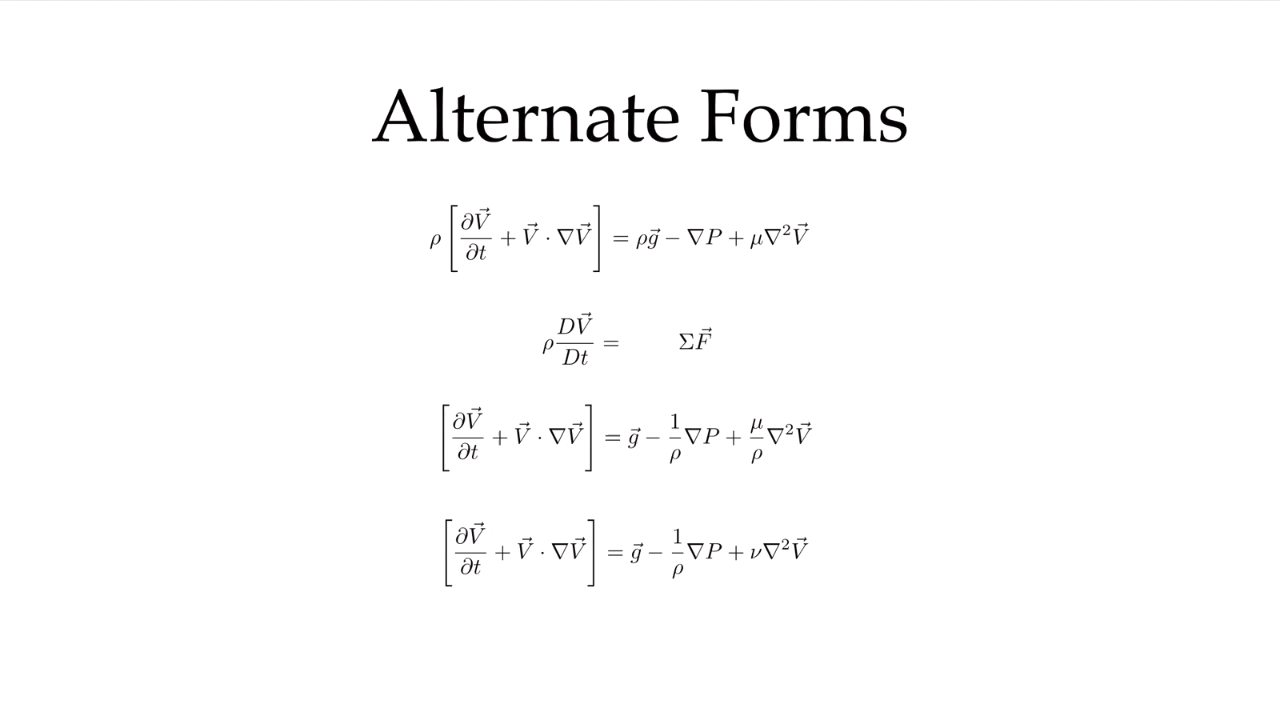 Alternate Forms
ρ [ ∂V⃗/∂t + V⃗ · ∇V⃗ ] = ρg⃗ − ∇P + μ∇²V⃗
ρ DV⃗/Dt = ΣF⃗
[ ∂V⃗/∂t + V⃗ · ∇V⃗ ] = g⃗ − 1/ρ ∇P + μ/ρ ∇²V⃗
[ ∂V⃗/∂t + V⃗ · ∇V⃗ ] = g⃗ − 1/ρ ∇P + ν∇²V⃗